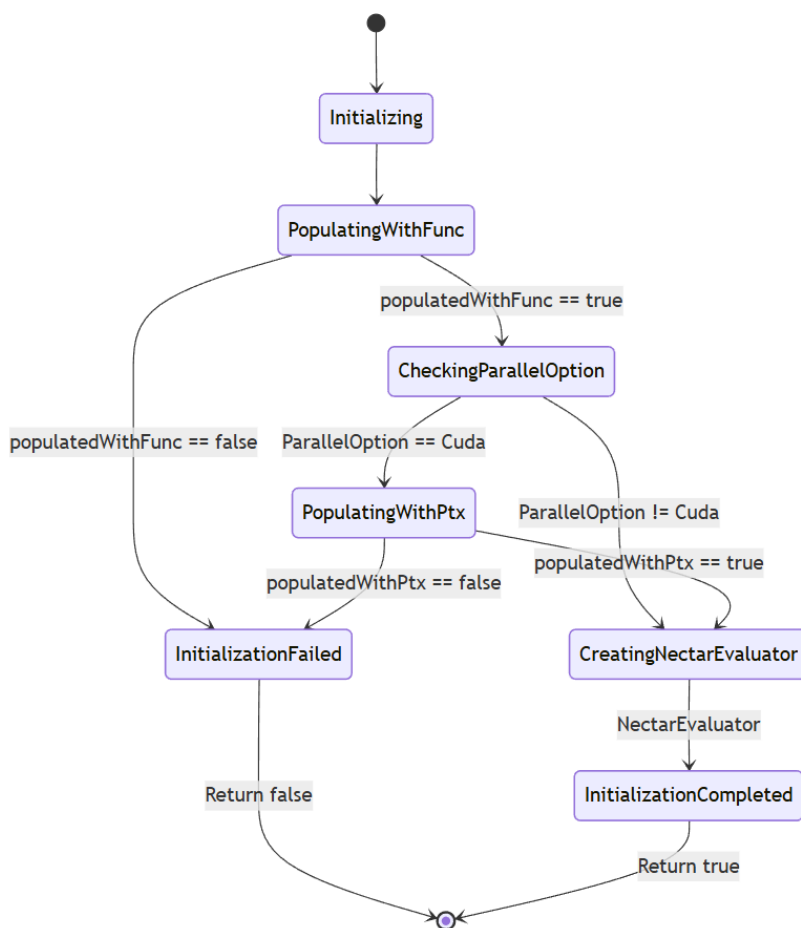 Initializing
PopulatingWithFunc
populatedWithFunc == true
CheckingParallelOption
populatedWithFunc == false
ParallelOption == Cuda
PopulatingWithPtx
ParallelOption != Cuda
populatedWithPtx == true
populatedWithPtx == false
InitializationFailed
CreatingNectarEvaluator
NectarEvaluator
Return false
InitializationCompleted
Return true